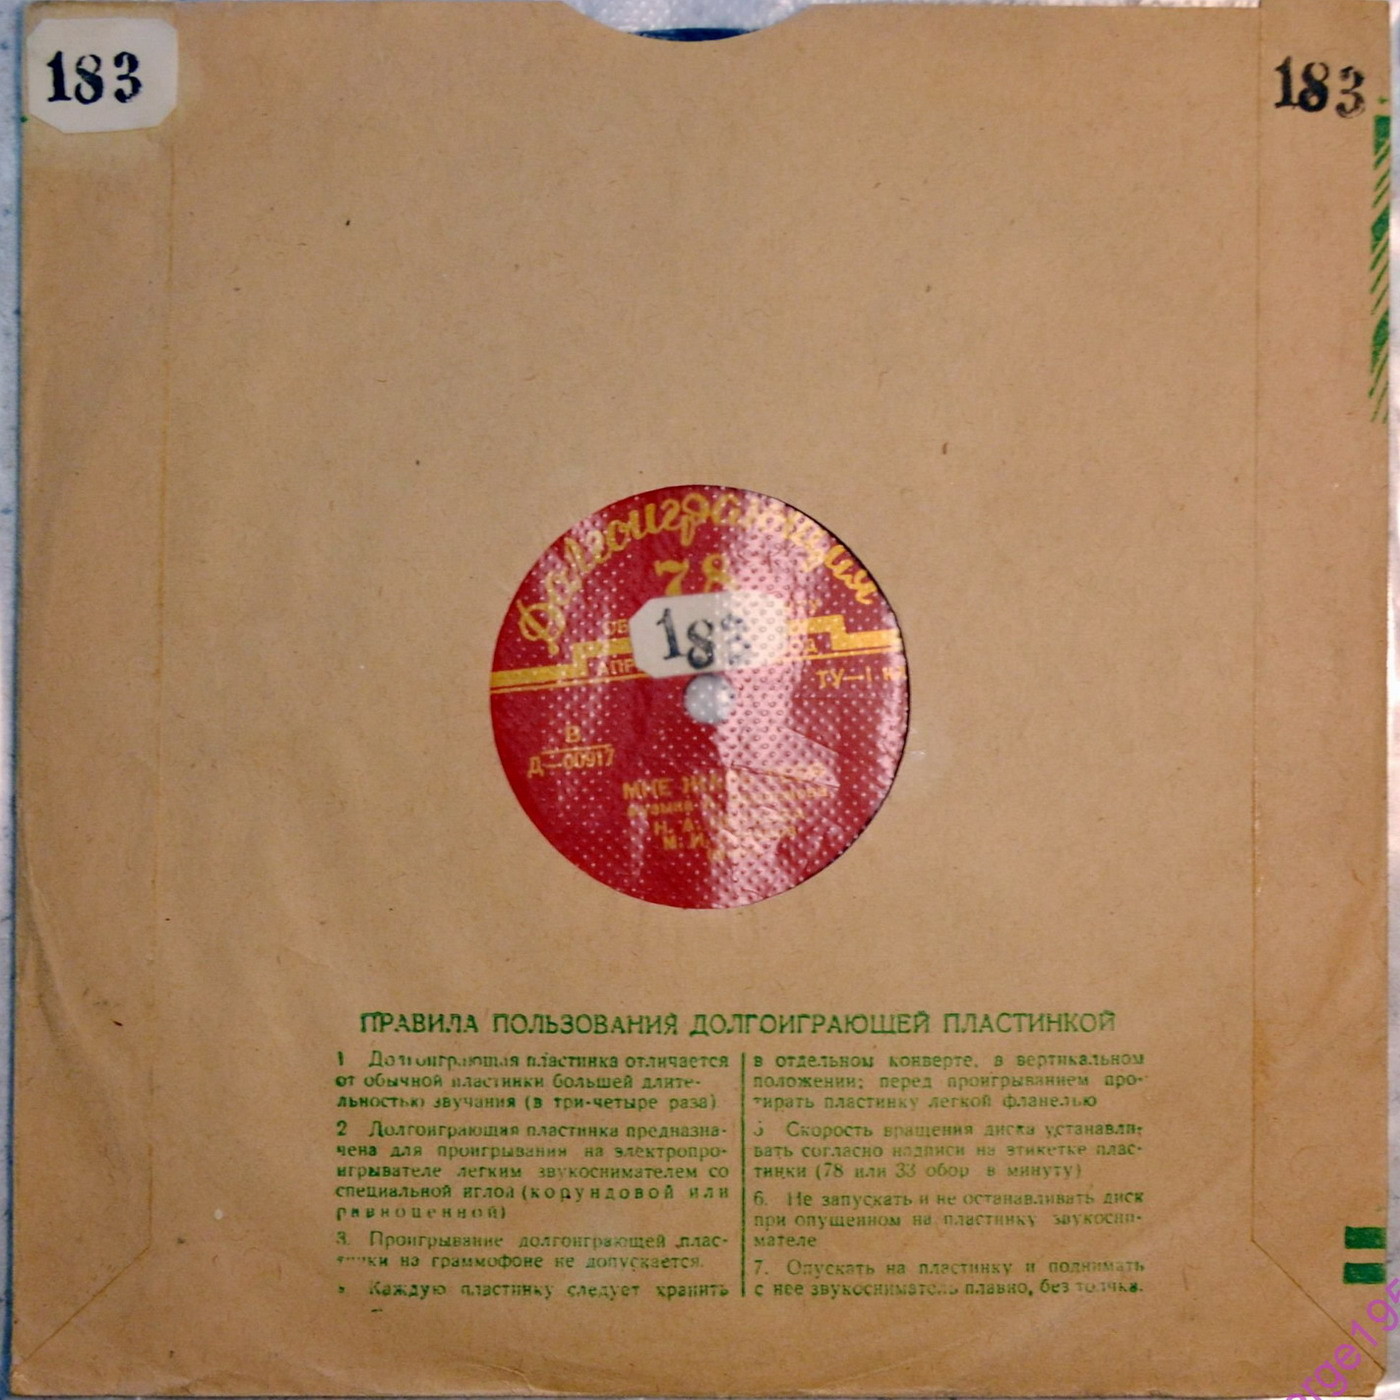 183
183
Долгоиграющая
78
183
ТУ—1
В
Д—00917
МНЕ
Н. А.
ПРАВИЛА ПОЛЬЗОВАНИЯ ДОЛГОИГРАЮЩЕЙ ПЛАСТИНКОЙ
1 Долгоиграющая пластинка отличается
от обычной пластинки большей длите-
льностью звучания (в три-четыре раза)
2 Долгоиграющая пластинка предназна-
чена для проигрывания на электропро-
игрывателе легким звукоснимателем со
специальной иглой (корундовой или
равноценной)
3. Проигрывание долгоиграющей плас-
тинки на граммофоне не допускается.
Каждую пластинку следует хранить
в отдельном конверте, в вертикальном
положении; перед проигрыванием про-
тирать пластинку легкой фланелью
5 Скорость вращения диска устанавли-
вать согласно надписи на этикетке плас-
тинки (78 или 33 обор в минуту)
6. Не запускать и не останавливать диск
при опущенном на пластинку звукосни-
мателе
7. Опускать на пластинку и поднимать
с нее звукосниматель плавно, без толчка.